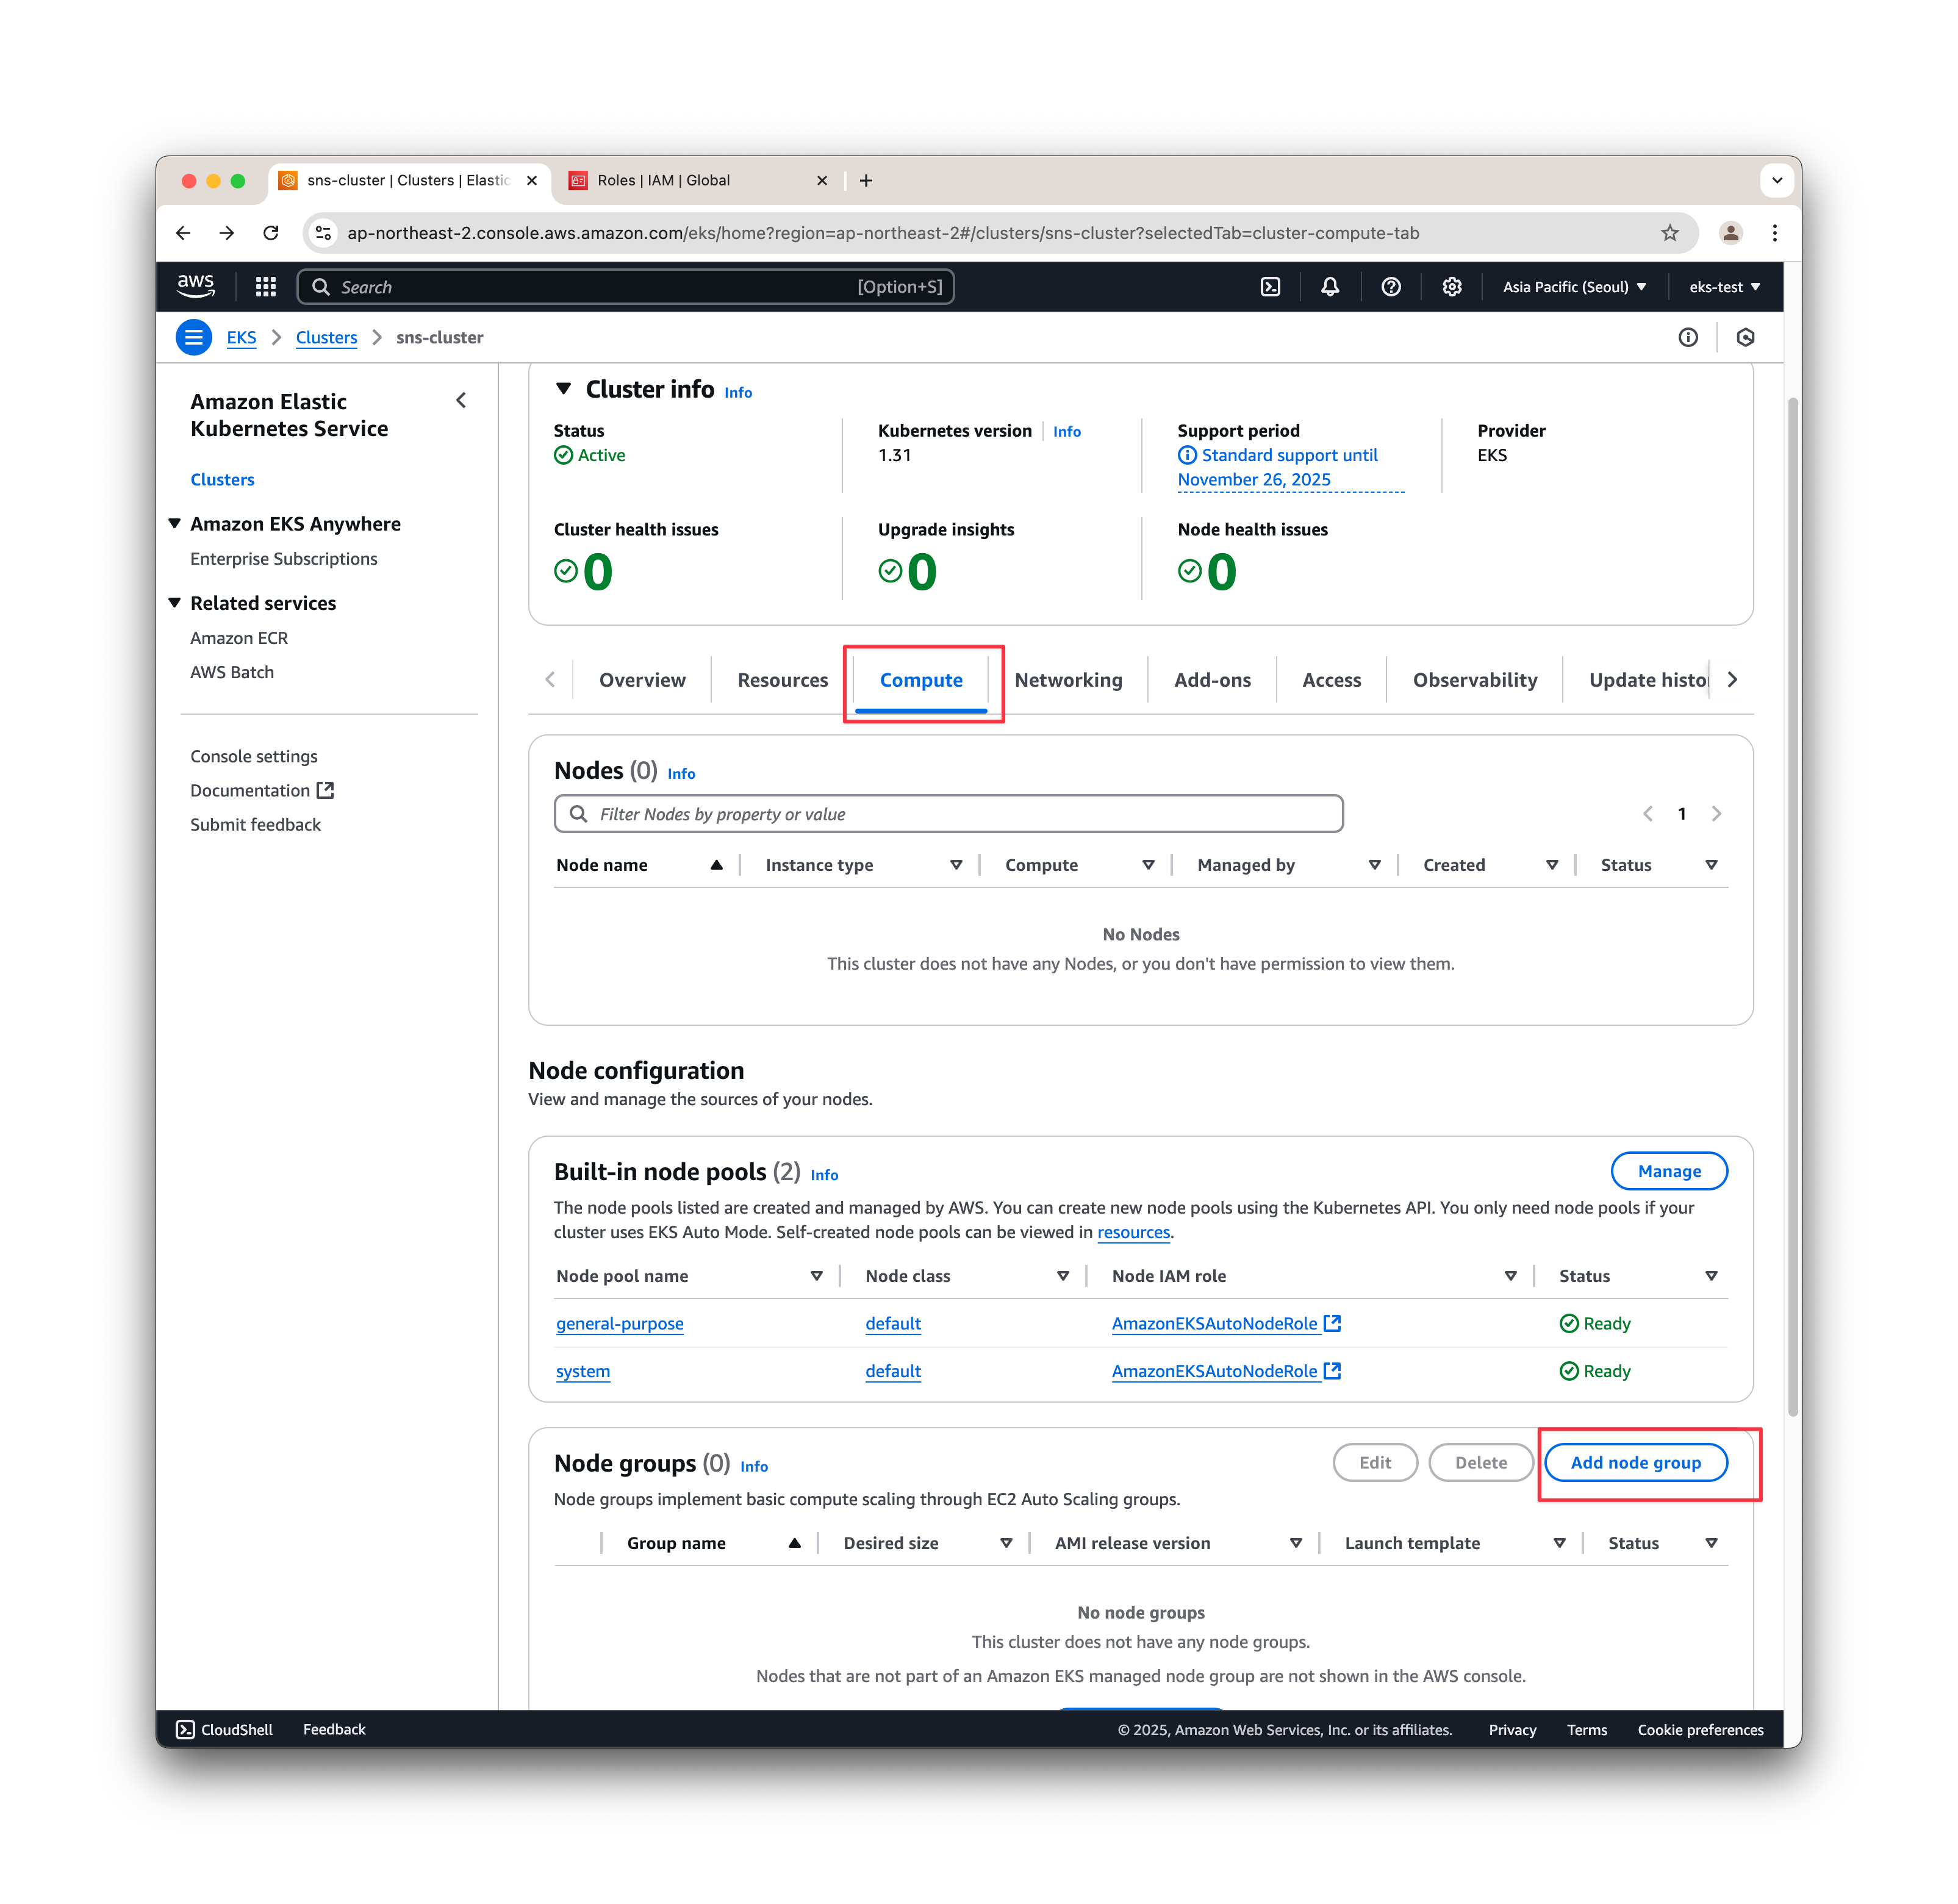 sns-cluster | Clusters | Elastic
Roles | IAM | Global
ap-northeast-2.console.aws.amazon.com/eks/home?region=ap-northeast-2#/clusters/sns-cluster?selectedTab=cluster-compute-tab
aws
Search
[Option+S]
Asia Pacific (Seoul)
eks-test
EKS
Clusters
sns-cluster
Amazon Elastic
Kubernetes Service
Clusters
Amazon EKS Anywhere
Enterprise Subscriptions
Related services
Amazon ECR
AWS Batch
Console settings
Documentation
Submit feedback
Cluster info Info
Status
Active
Kubernetes version Info
1.31
Support period
Standard support until
November 26, 2025
Provider
EKS
Cluster health issues
0
Upgrade insights
0
Node health issues
0
Overview
Resources
Compute
Networking
Add-ons
Access
Observability
Update histo
Nodes (0) Info
Filter Nodes by property or value
1
Node name
Instance type
Compute
Managed by
Created
Status
No Nodes
This cluster does not have any Nodes, or you don't have permission to view them.
Node configuration
View and manage the sources of your nodes.
Built-in node pools (2) Info
Manage
The node pools listed are created and managed by AWS. You can create new node pools using the Kubernetes API. You only need node pools if your
cluster uses EKS Auto Mode. Self-created node pools can be viewed in resources.
Node pool name
Node class
Node IAM role
Status
general-purpose
default
AmazonEKSAutoNodeRole
Ready
system
default
AmazonEKSAutoNodeRole
Ready
Node groups (0) Info
Edit
Delete
Add node group
Node groups implement basic compute scaling through EC2 Auto Scaling groups.
Group name
Desired size
AMI release version
Launch template
Status
No node groups
This cluster does not have any node groups.
Nodes that are not part of an Amazon EKS managed node group are not shown in the AWS console.
CloudShell
Feedback
© 2025, Amazon Web Services, Inc. or its affiliates.
Privacy
Terms
Cookie preferences